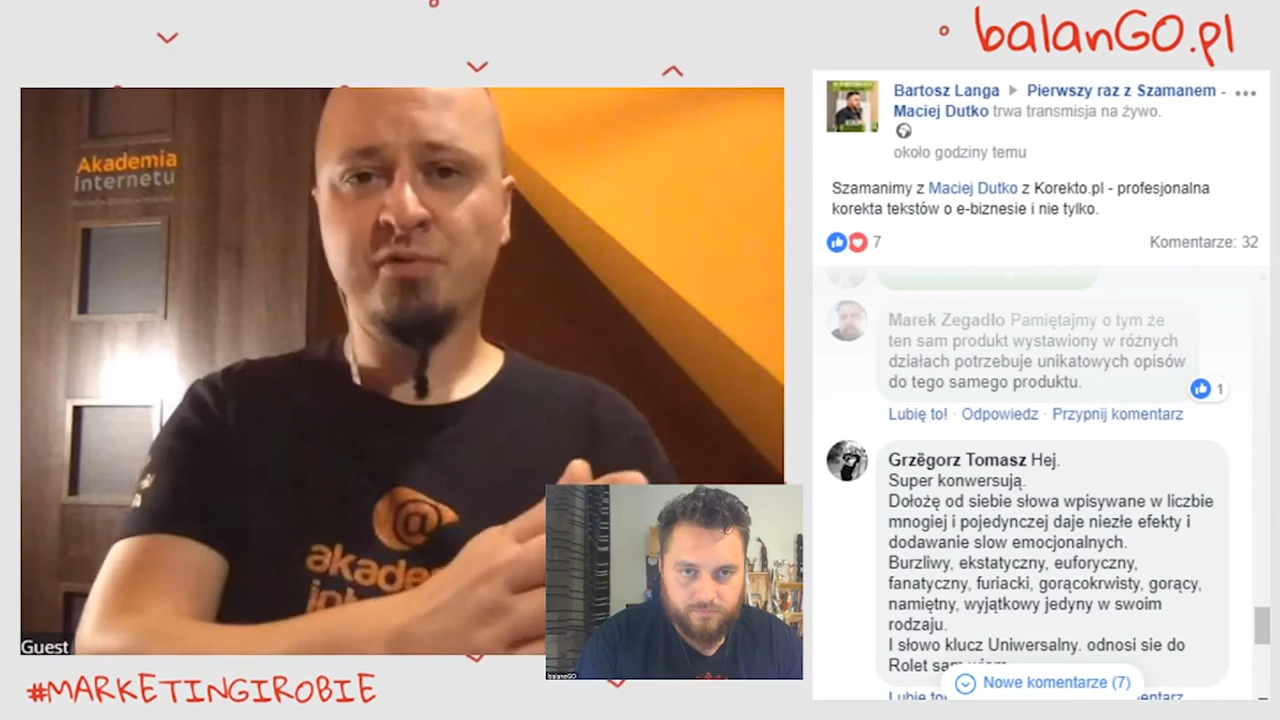 balanGO.pl
Akademia
Internetu
akade
Guest
balanGO
#MARKETINGIROBIE
Bartosz Langa Pierwszy raz z Szamanem -
Maciej Dutko trwa transmisja na żywo.
około godziny temu
Szamanimy z Maciej Dutko z Korekto.pl - profesjonalna
korekta tekstów o e-biznesie i nie tylko.
7
Komentarze: 32
Marek Zegadło Pamiętajmy o tym że
ten sam produkt wystawiony w różnych
działach potrzebuje unikatowych opisów
do tego samego produktu.
1
Lubię to! · Odpowiedz · Przypnij komentarz
Grzëgorz Tomasz Hej.
Super konwersują.
Dołożę od siebie słowa wpisywane w liczbie
mnogiej i pojedynczej daje niezłe efekty i
dodawanie slow emocjonalnych.
Burzliwy, ekstatyczny, euforyczny,
fanatyczny, furiacki, gorącokrwisty, gorący,
namiętny, wyjątkowy jedyny w swoim
rodzaju.
I słowo klucz Uniwersalny. odnosi sie do
Rolet
Nowe komentarze (7)